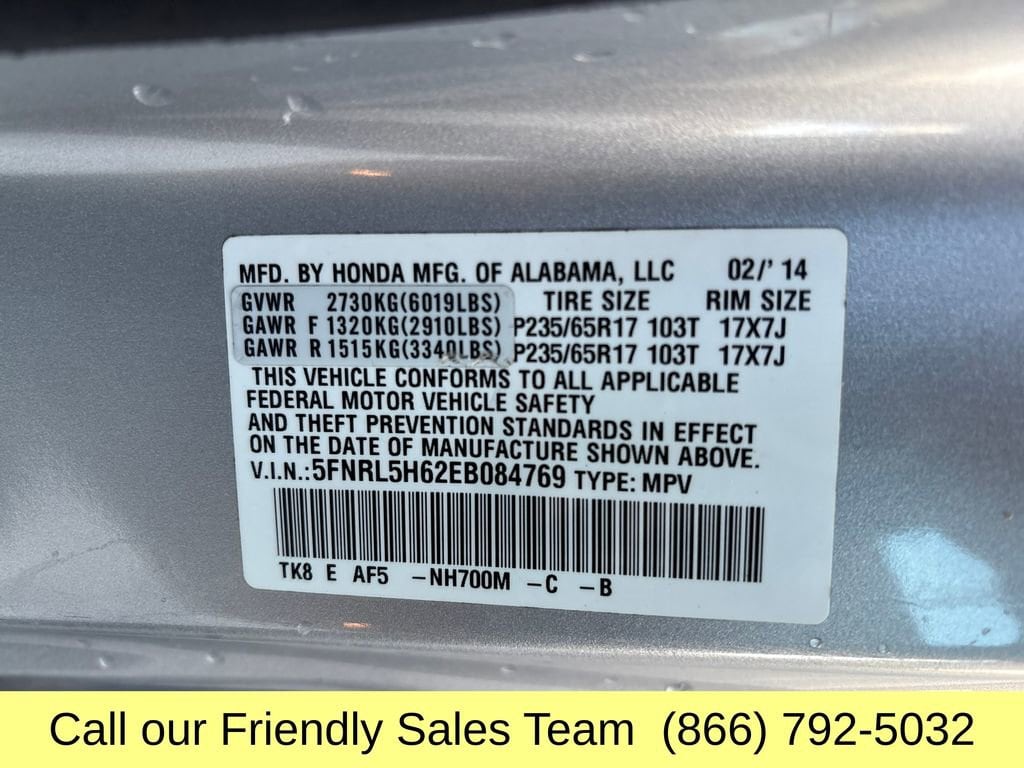 MFD. BY HONDA MFG. OF ALABAMA, LLC 02/' 14
GVWR 2730KG(6019LBS) TIRE SIZE RIM SIZE
GAWR F 1320KG(2910LBS) P235/65R17 103T 17X7J
GAWR R 1515KG(3340LBS) P235/65R17 103T 17X7J
THIS VEHICLE CONFORMS TO ALL APPLICABLE
FEDERAL MOTOR VEHICLE SAFETY
AND THEFT PREVENTION STANDARDS IN EFFECT
ON THE DATE OF MANUFACTURE SHOWN ABOVE.
V.I.N.:5FNRL5H62EB084769 TYPE: MPV
TK8 E AF5 -NH700M -C -B
Call our Friendly Sales Team (866) 792-5032